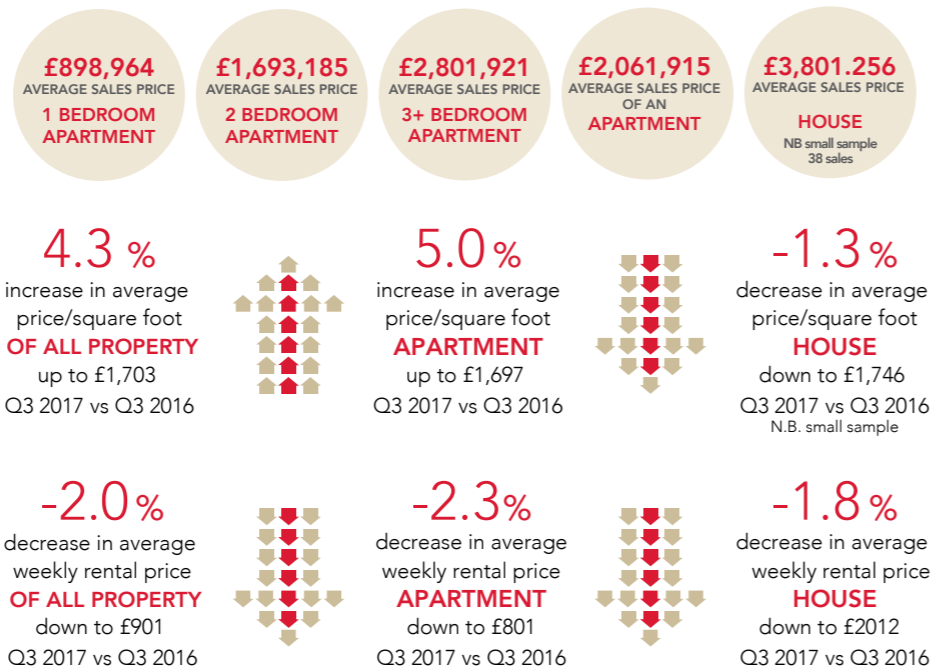 £898,964
AVERAGE SALES PRICE
1 BEDROOM
APARTMENT
£1,693,185
AVERAGE SALES PRICE
2 BEDROOM
APARTMENT
£2,801,921
AVERAGE SALES PRICE
3+ BEDROOM
APARTMENT
£2,061,915
AVERAGE SALES PRICE
OF AN
APARTMENT
£3,801.256
AVERAGE SALES PRICE
HOUSE
NB small sample
38 sales
4.3 %
increase in average
price/square foot
OF ALL PROPERTY
up to £1,703
Q3 2017 vs Q3 2016
5.0 %
increase in average
price/square foot
APARTMENT
up to £1,697
Q3 2017 vs Q3 2016
-1.3 %
decrease in average
price/square foot
HOUSE
down to £1,746
Q3 2017 vs Q3 2016
N.B. small sample
-2.0 %
decrease in average
weekly rental price
OF ALL PROPERTY
down to £901
Q3 2017 vs Q3 2016
-2.3%
decrease in average
weekly rental price
APARTMENT
down to £801
Q3 2017 vs Q3 2016
-1.8 %
decrease in average
weekly rental price
HOUSE
down to £2012
Q3 2017 vs Q3 2016